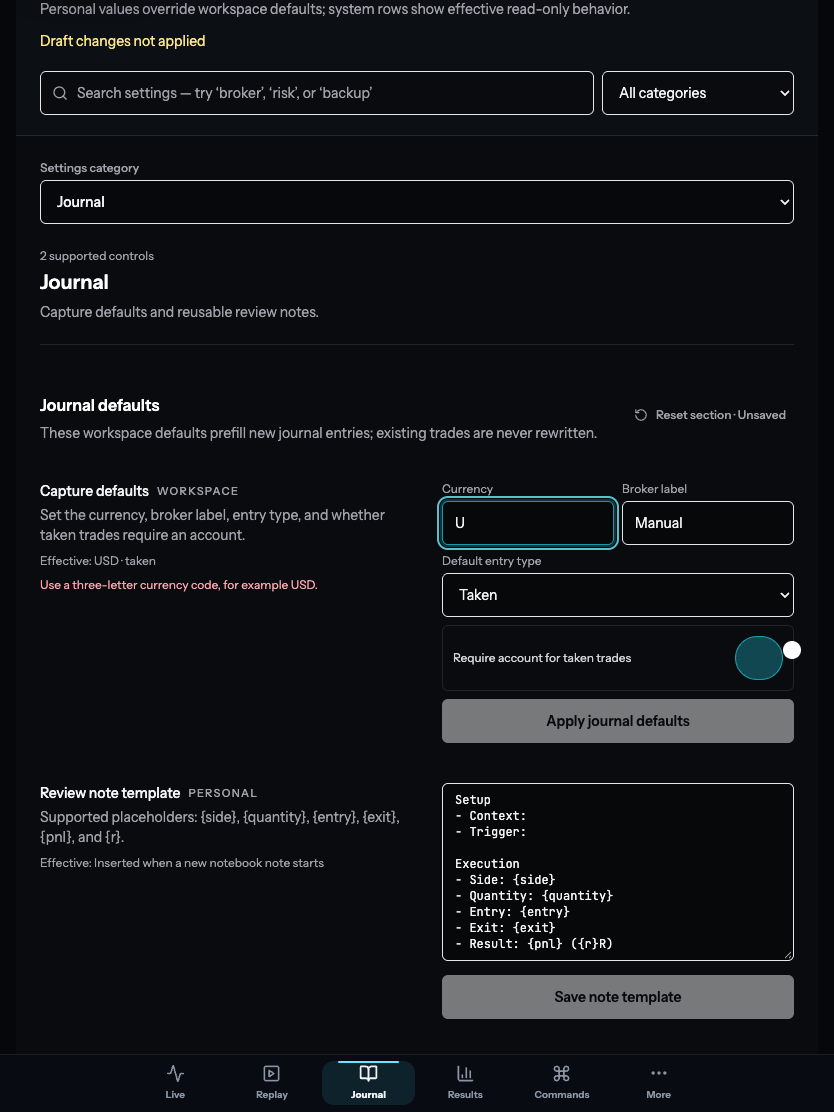 Personal values override workspace defaults; system rows show effective read-only behavior.
Draft changes not applied
Search settings — try ‘broker’, ‘risk’, or ‘backup’
All categories
Settings category
Journal
2 supported controls
Journal
Capture defaults and reusable review notes.
Journal defaults
These workspace defaults prefill new journal entries; existing trades are never rewritten.
Reset section · Unsaved
Capture defaults WORKSPACE
Set the currency, broker label, entry type, and whether
taken trades require an account.
Effective: USD · taken
Use a three-letter currency code, for example USD.
Currency
U
Broker label
Manual
Default entry type
Taken
Require account for taken trades
Apply journal defaults
Review note template PERSONAL
Supported placeholders: {side}, {quantity}, {entry}, {exit},
{pnl}, and {r}.
Effective: Inserted when a new notebook note starts
Setup
- Context:
- Trigger:
Execution
- Side: {side}
- Quantity: {quantity}
- Entry: {entry}
- Exit: {exit}
- Result: {pnl} ({r}R)
Save note template
Live
Replay
Journal
Results
Commands
More